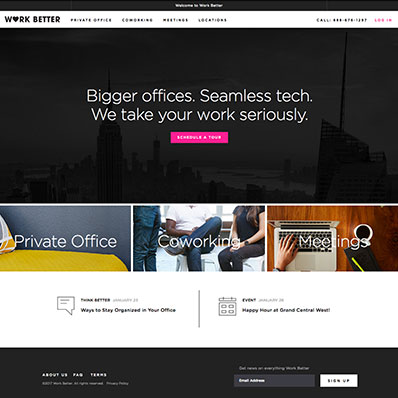 Welcome to Work Better
W♥RK BETTER PRIVATE OFFICE COWORKING MEETINGS LOCATIONS CALL: 888-676-1297 LOG IN
Bigger offices. Seamless tech.
We take your work seriously.
SCHEDULE A TOUR
Private Office Coworking Meetings
THINK BETTER JANUARY 23
Ways to Stay Organized in Your Office
EVENT JANUARY 26
Happy Hour at Grand Central West!
ABOUT US FAQ TERMS
©2017 Work Better. All rights reserved. Privacy Policy
Get news on everything Work Better
Email Address SIGN UP